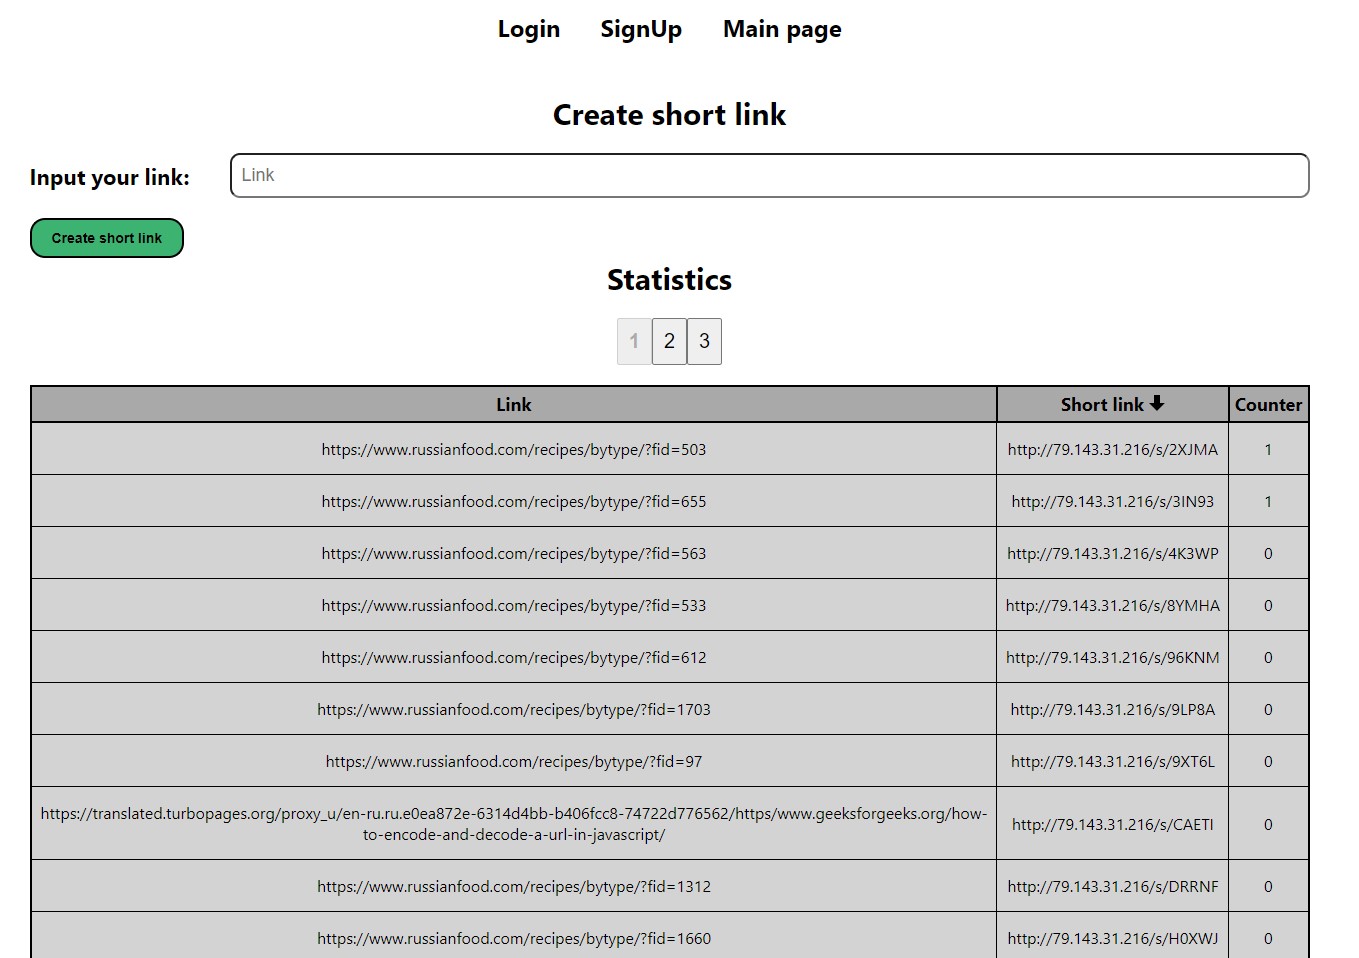 Login SignUp Main page
Create short link
Input your link: Link
Create short link
Statistics
1 2 3
Link Short link Counter
https://www.russianfood.com/recipes/bytype/?fid=503 http://79.143.31.216/s/2XJMA 1
https://www.russianfood.com/recipes/bytype/?fid=655 http://79.143.31.216/s/3IN93 1
https://www.russianfood.com/recipes/bytype/?fid=563 http://79.143.31.216/s/4K3WP 0
https://www.russianfood.com/recipes/bytype/?fid=533 http://79.143.31.216/s/8YMHA 0
https://www.russianfood.com/recipes/bytype/?fid=612 http://79.143.31.216/s/96KNM 0
https://www.russianfood.com/recipes/bytype/?fid=1703 http://79.143.31.216/s/9LP8A 0
https://www.russianfood.com/recipes/bytype/?fid=97 http://79.143.31.216/s/9XT6L 0
https://translated.turbopages.org/proxy_u/en-ru.ru.e0ea872e-6314d4bb-b406fcc8-74722d776562/https/www.geeksforgeeks.org/how-
to-encode-and-decode-a-url-in-javascript/ http://79.143.31.216/s/CAETI 0
https://www.russianfood.com/recipes/bytype/?fid=1312 http://79.143.31.216/s/DRRNF 0
https://www.russianfood.com/recipes/bytype/?fid=1660 http://79.143.31.216/s/H0XWJ 0